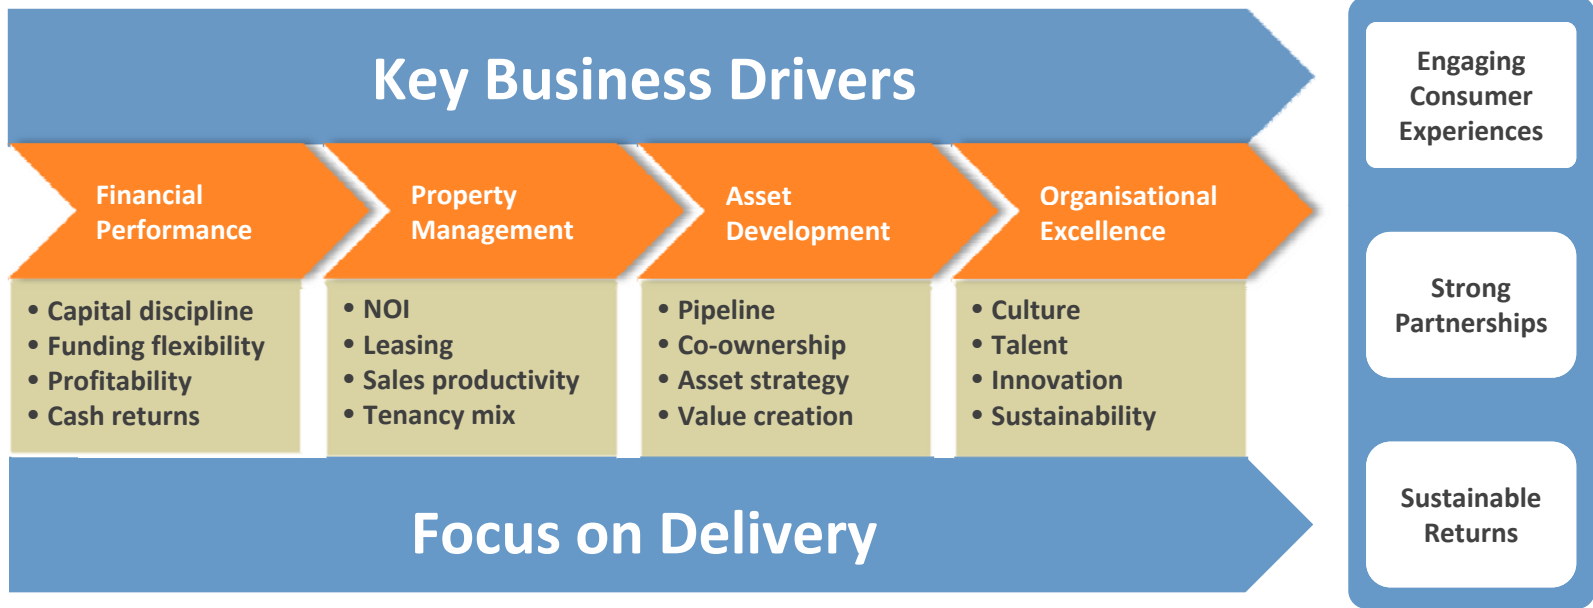 Key Business Drivers
Financial
Performance
Property
Management
Asset
Development
Organisational
Excellence
• Capital discipline
• Funding flexibility
• Profitability
• Cash returns
• NOI
• Leasing
• Sales productivity
• Tenancy mix
• Pipeline
• Co-ownership
• Asset strategy
• Value creation
• Culture
• Talent
• Innovation
• Sustainability
Focus on Delivery
Engaging
Consumer
Experiences
Strong
Partnerships
Sustainable
Returns